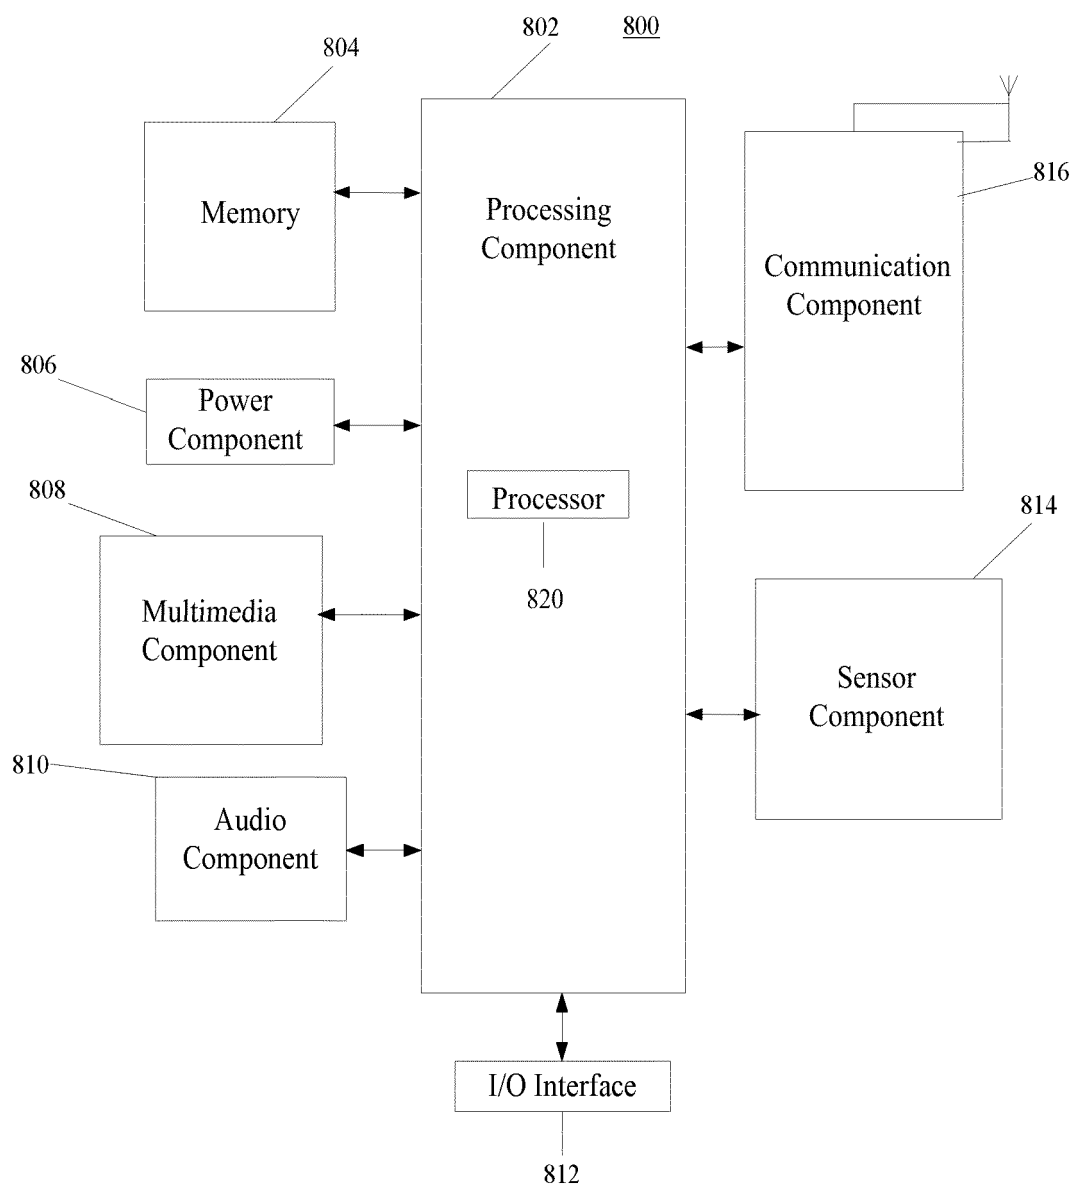 802
800
804
816
Memory
Processing
Component
Communication
Component
806
Power
Component
808
Processor
814
820
Multimedia
Component
Sensor
Component
810
Audio
Component
I/O Interface
812